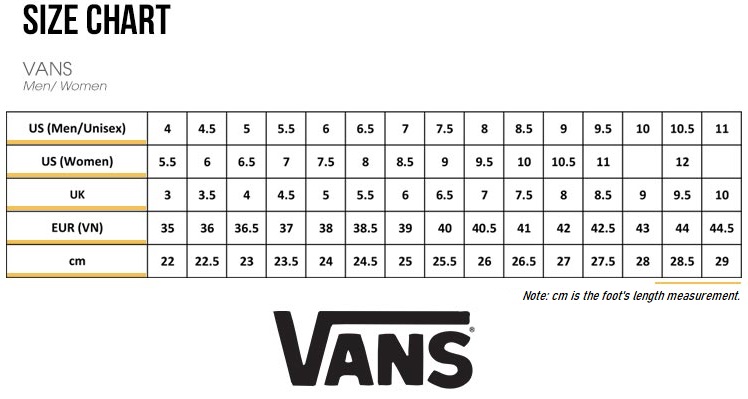 SIZE CHART
VANS
Men/ Women
US (Men/Unisex) 4 4.5 5 5.5 6 6.5 7 7.5 8 8.5 9 9.5 10 10.5 11
US (Women) 5.5 6 6.5 7 7.5 8 8.5 9 9.5 10 10.5 11 12
UK 3 3.5 4 4.5 5 5.5 6 6.5 7 7.5 8 8.5 9 9.5 10
EUR (VN) 35 36 36.5 37 38 38.5 39 40 40.5 41 42 42.5 43 44 44.5
cm 22 22.5 23 23.5 24 24.5 25 25.5 26 26.5 27 27.5 28 28.5 29
Note: cm is the foot's length measurement.
VANS®